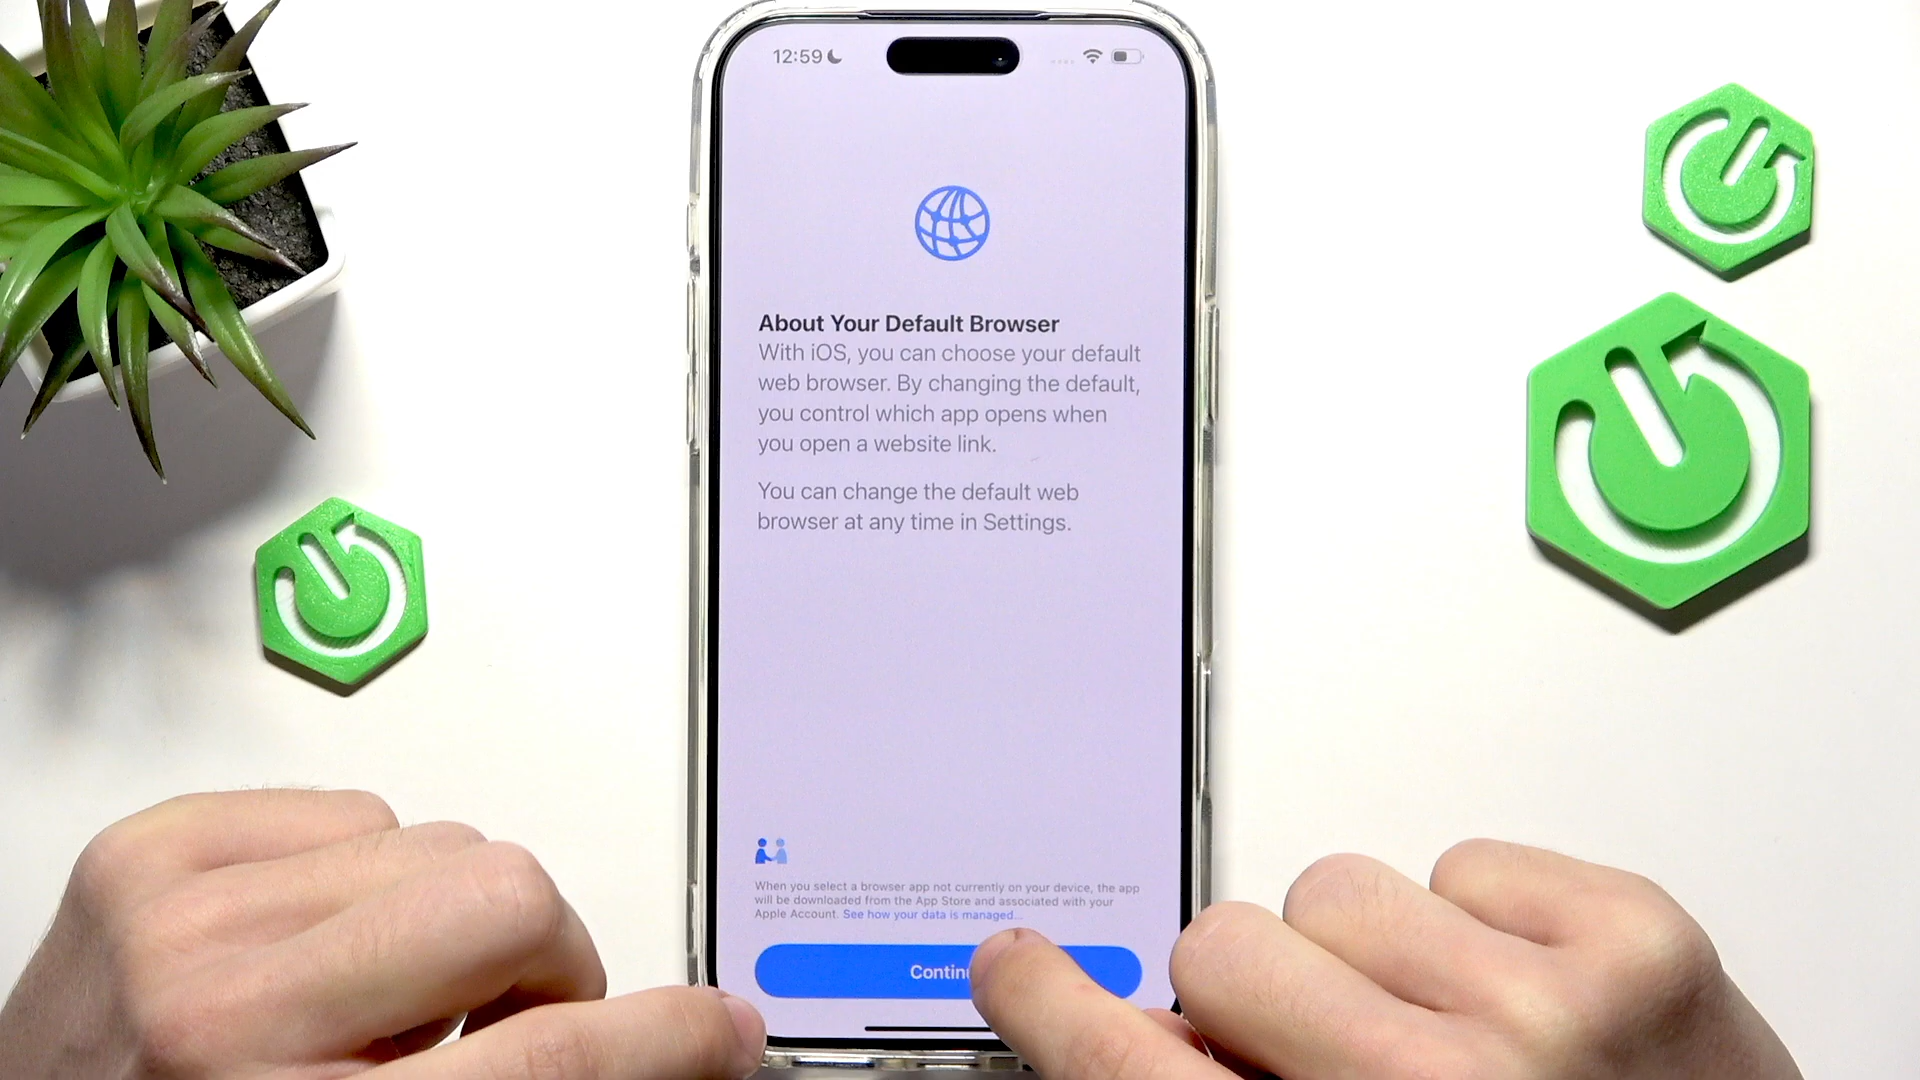 12:59
About Your Default Browser
With iOS, you can choose your default
web browser. By changing the default,
you control which app opens when
you open a website link.
You can change the default web
browser at any time in Settings.
When you select a browser app not currently on your device, the app
will be downloaded from the App Store and associated with your
Apple Account. See how your data is managed...
Contin